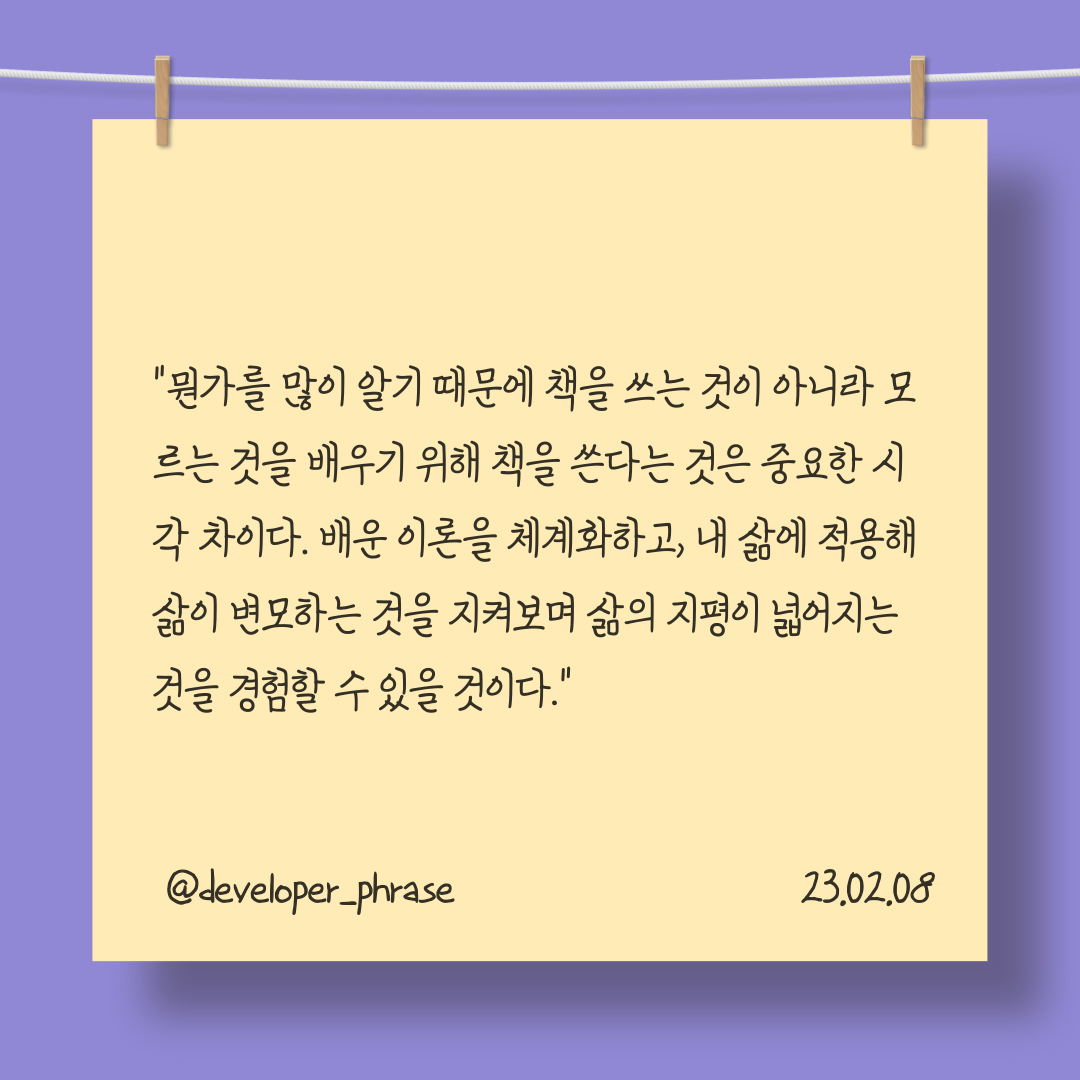 "뭔가를 많이 알기 때문에 책을 쓰는 것이 아니라 모
르는 것을 배우기 위해 책을 쓴다는 것은 중요한 시
각 차이다. 배운 이론을 체계화하고, 내 삶에 적용해
삶이 변모하는 것을 지켜보며 삶의 지평이 넓어지는
것을 경험할 수 있을 것이다."
@developer_phrase
23.02.08